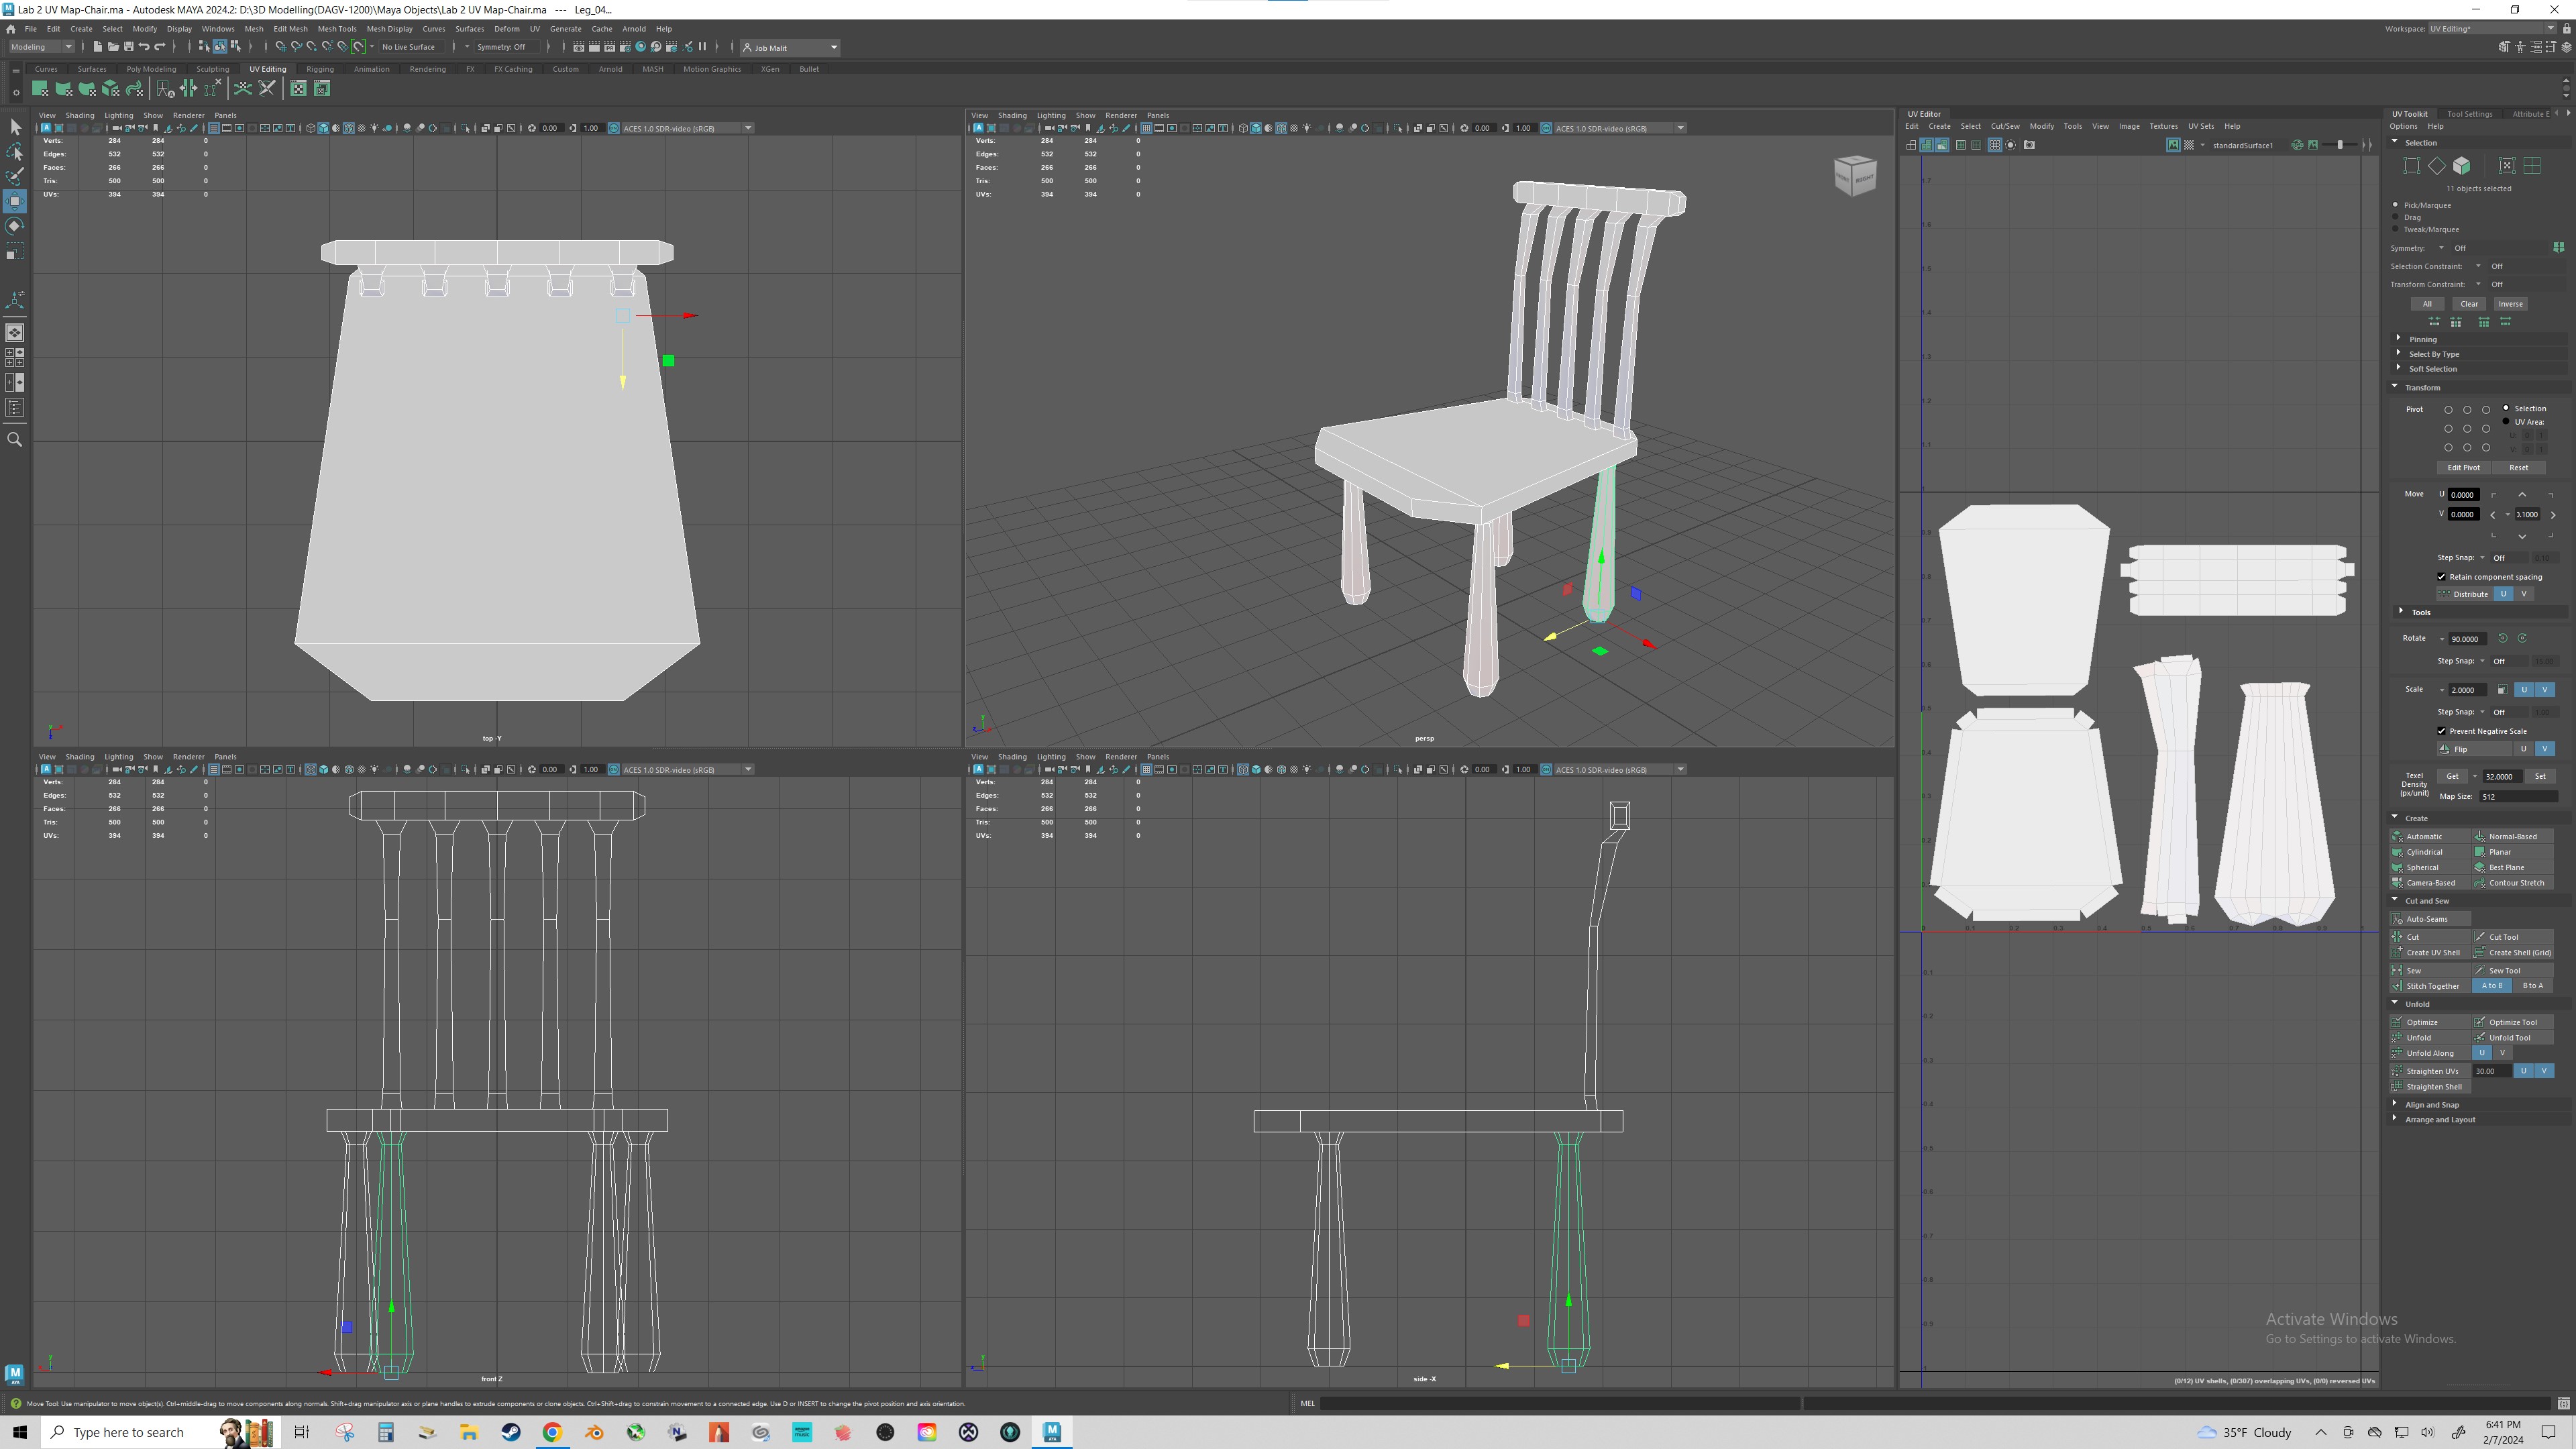 Lab 2 UV Map-Chair.ma - Autodesk MAYA 2024.2: D:\3D Modelling(DAGV-1200)\Maya Objects\Lab 2 UV Map-Chair.ma --- Leg_04...
File Edit Create Select Modify Display Windows Mesh Edit Mesh Mesh Tools Mesh Display Curves Surfaces Deform UV Generate Cache Arnold Help
Workspace: UV Editing*
Modeling No Live Surface Symmetry: Off Job Malit
Curves Surfaces Poly Modeling Sculpting UV Editing Rigging Animation Rendering FX FX Caching Custom Arnold MASH Motion Graphics XGen Bullet
View Shading Lighting Show Renderer Panels
0.00 1.00 ACES 1.0 SDR-video (sRGB)
Verts: 284 284 0
Edges: 532 532 0
Faces: 266 266 0
Tris: 500 500 0
UVs: 394 394 0
top -Y
View Shading Lighting Show Renderer Panels
0.00 1.00 ACES 1.0 SDR-video (sRGB)
Verts: 284 284 0
Edges: 532 532 0
Faces: 266 266 0
Tris: 500 500 0
UVs: 394 394 0
RIGHT
persp
View Shading Lighting Show Renderer Panels
0.00 1.00 ACES 1.0 SDR-video (sRGB)
Verts: 284 284 0
Edges: 532 532 0
Faces: 266 266 0
Tris: 500 500 0
UVs: 394 394 0
front Z
View Shading Lighting Show Renderer Panels
0.00 1.00 ACES 1.0 SDR-video (sRGB)
Verts: 284 284 0
Edges: 532 532 0
Faces: 266 266 0
Tris: 500 500 0
UVs: 394 394 0
side -X
UV Editor
Edit Create Select Cut/Sew Modify Tools View Image Textures UV Sets Help
standardSurface1
(0/12) UV shells, (0/307) overlapping UVs, (0/0) reversed UVs
UV Toolkit Tool Settings Attribute E
Options Help
Selection
11 objects selected
Pick/Marquee
Drag
Tweak/Marquee
Symmetry: Off
Selection Constraint: Off
Transform Constraint: Off
All Clear Inverse
Pinning
Select By Type
Soft Selection
Transform
Pivot Selection
UV Area:
Edit Pivot Reset
Move U 0.0000
V 0.0000 0.1000
Step Snap: Off
Retain component spacing
Distribute U V
Tools
Rotate 90.0000
Step Snap: Off
Scale 2.0000 U V
Step Snap: Off
Prevent Negative Scale
Flip U V
Texel Density (px/unit) Get 32.0000 Set
Map Size: 512
Create
Automatic Normal-Based
Cylindrical Planar
Spherical Best Plane
Camera-Based Contour Stretch
Cut and Sew
Auto-Seams
Cut Cut Tool
Create UV Shell Create Shell (Grid)
Sew Sew Tool
Stitch Together A to B B to A
Unfold
Optimize Optimize Tool
Unfold Unfold Tool
Unfold Along U V
Straighten UVs 30.00 U V
Straighten Shell
Align and Snap
Arrange and Layout
Activate Windows
Go to Settings to activate Windows.
Move Tool: Use manipulator to move object(s). Ctrl+middle-drag to move components along normals. Shift+drag manipulator axis or plane handles to extrude components or clone objects. Ctrl+Shift+drag to constrain movement to a connected edge. Use D or INSERT to change the pivot position and axis orientation.
MEL
Type here to search
35°F Cloudy
6:41 PM
2/7/2024